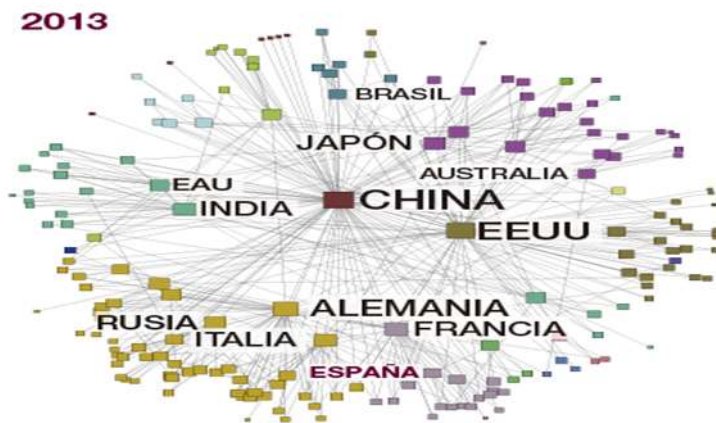 2013
BRASIL
JAPÓN
AUSTRALIA
EAU
CHINA
INDIA
EEUU
ALEMANIA
RUSIA
FRANCIA
ITALIA
ESPAÑA